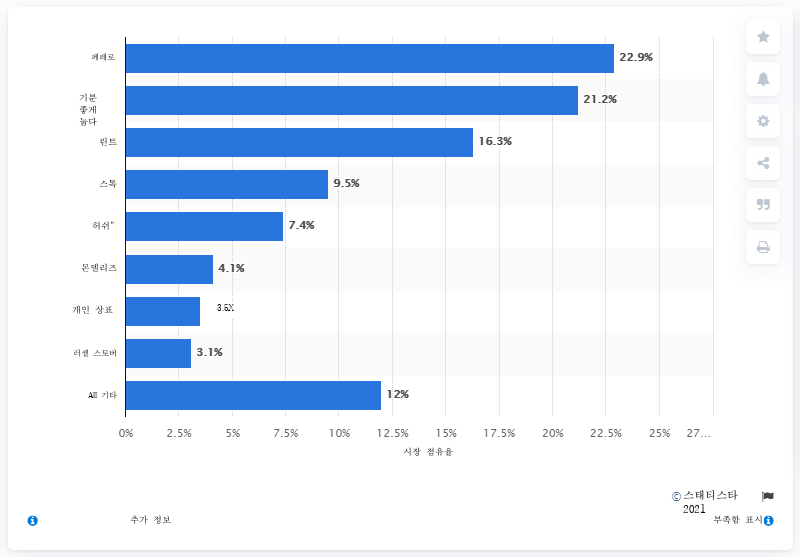 페레로
22.9%
기분
좋게
눕다
21.2%
린트
16.3%
스톡
9.5%
허쉬"
7.4%
몬델리즈
4.1%
개인 상표
3.5X
러셀 스토버
3.1%
All 기타
12%
0% 2.5% 5% 7.5% 10% 12.5% 15% 17.5% 20% 22.5% 25% 27...
시장 점유율
© 스태티스타
2021
추가 정보
부족함 표시